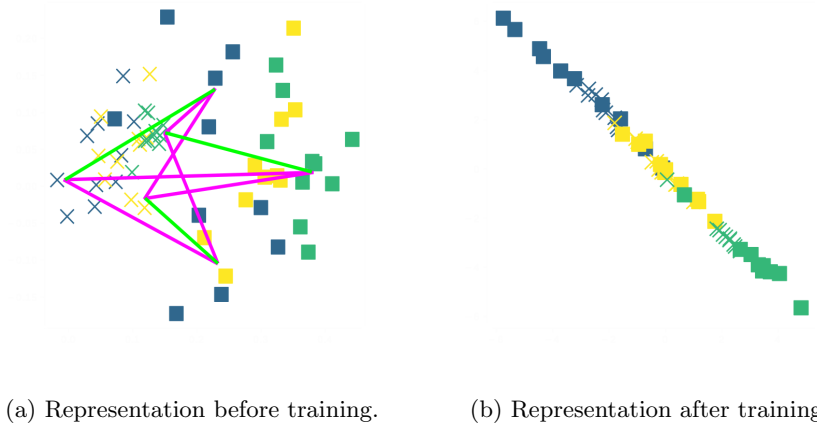 (a) Representation before training.
(b) Representation after training